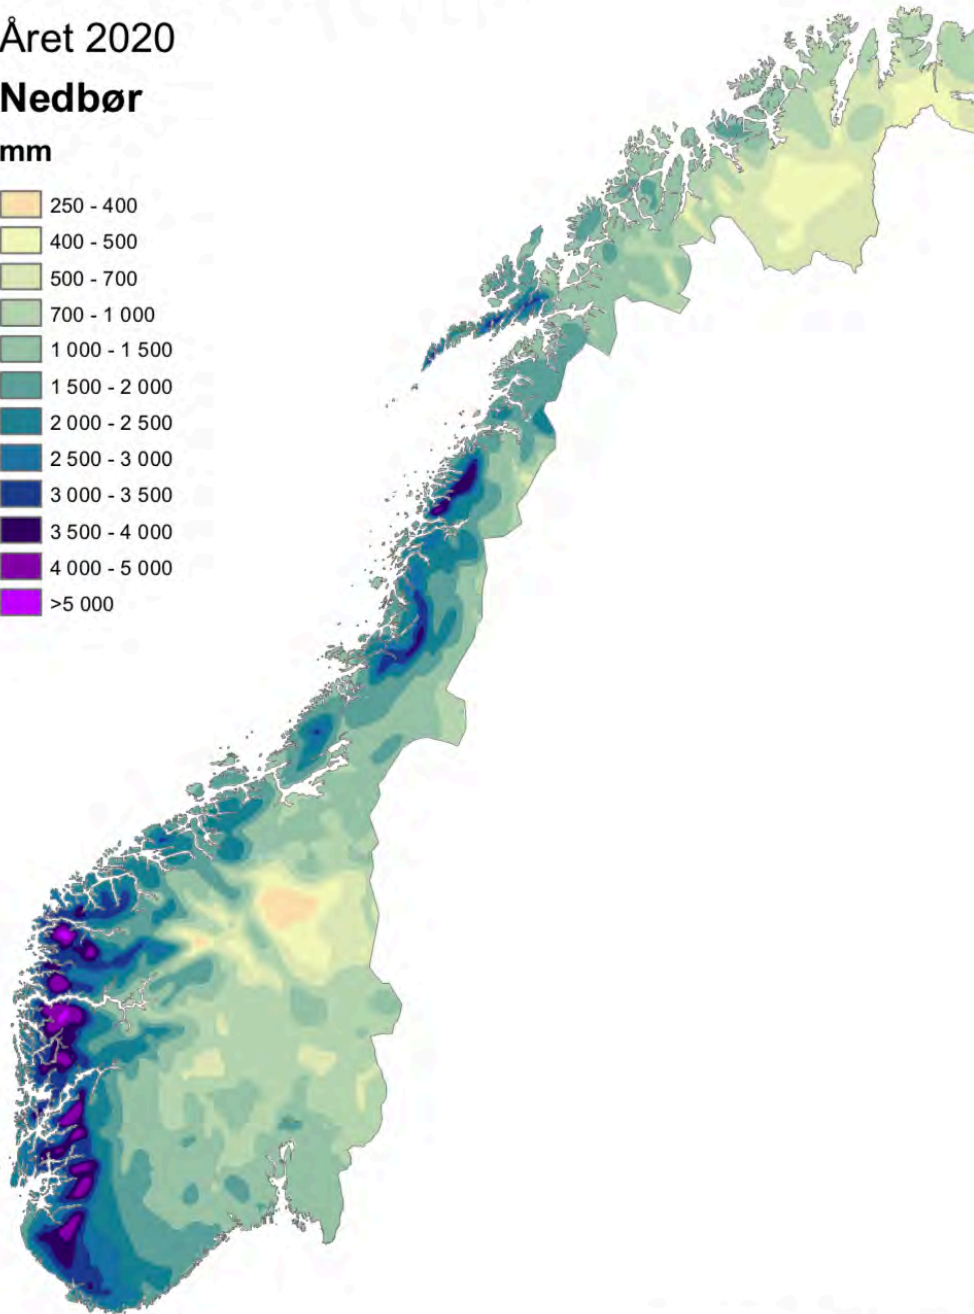 Året 2020
Nedbør
mm
250 - 400
400 - 500
500 - 700
700 - 1 000
1 000 - 1 500
1 500 - 2 000
2 000 - 2 500
2 500 - 3 000
3 000 - 3 500
3 500 - 4 000
4 000 - 5 000
>5 000